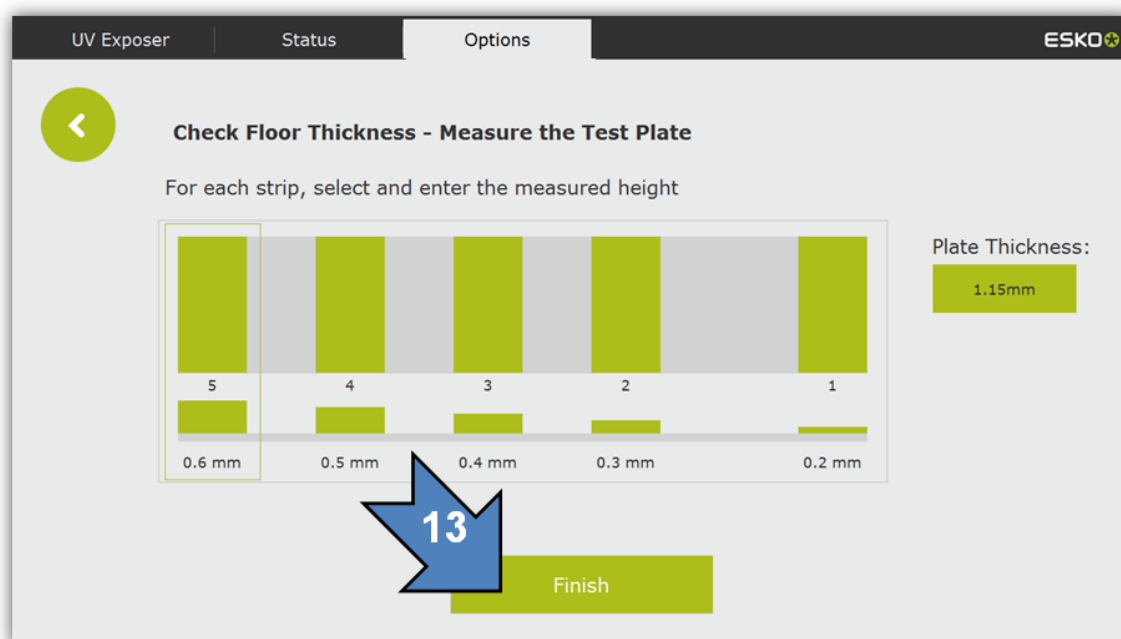 UV Exposer Status Options ESKO
Check Floor Thickness - Measure the Test Plate
For each strip, select and enter the measured height
Plate Thickness:
1.15mm
5 4 3 2 1
0.6 mm 0.5 mm 0.4 mm 0.3 mm 0.2 mm
13
Finish